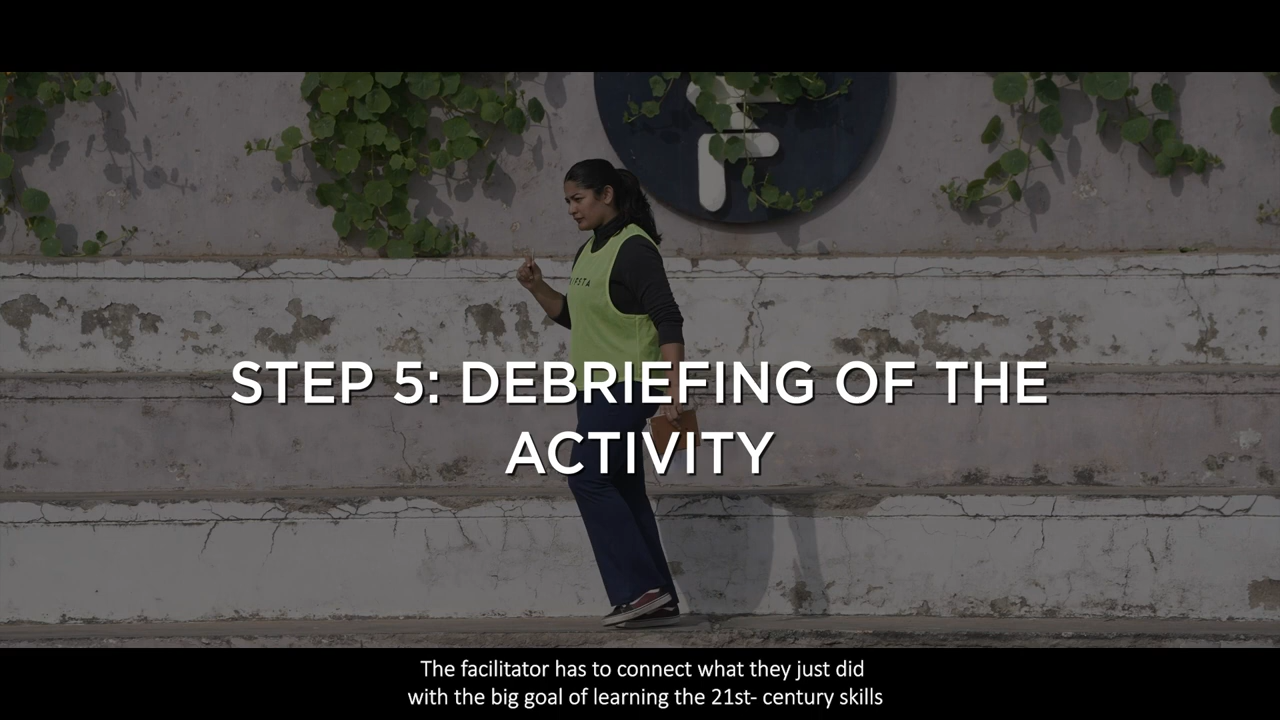 STEP 5: DEBRIEFING OF THE
ACTIVITY
The facilitator has to connect what they just did
with the big goal of learning the 21st- century skills